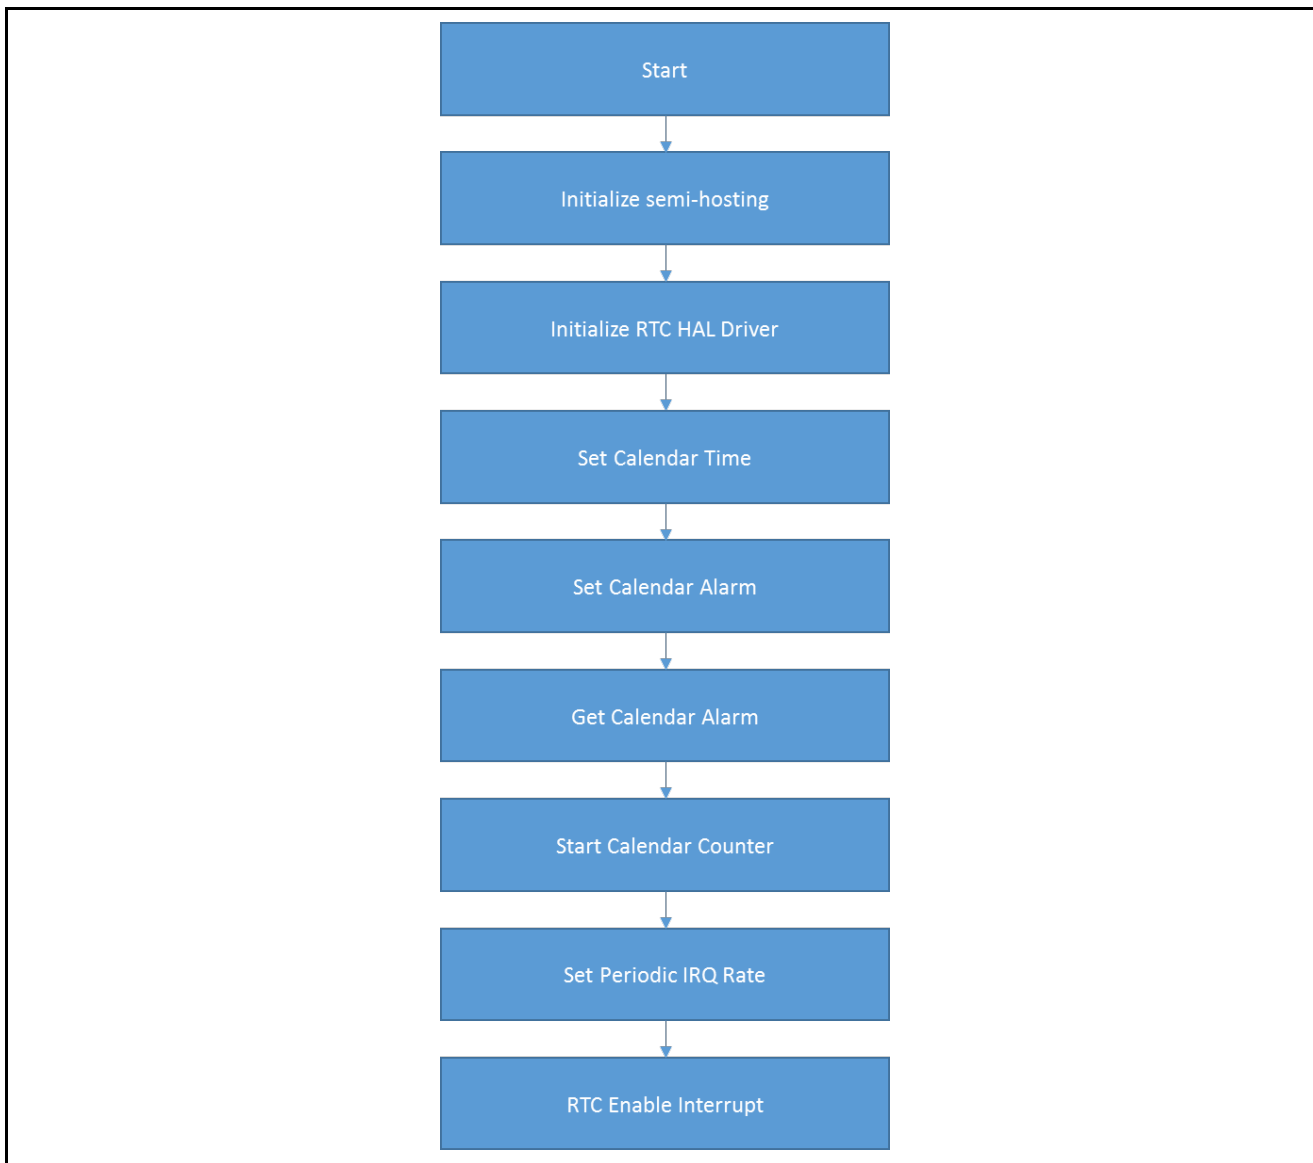 Start
Initialize semi-hosting
Initialize RTC HAL Driver
Set Calendar Time
Set Calendar Alarm
Get Calendar Alarm
Start Calendar Counter
Set Periodic IRQ Rate
RTC Enable Interrupt